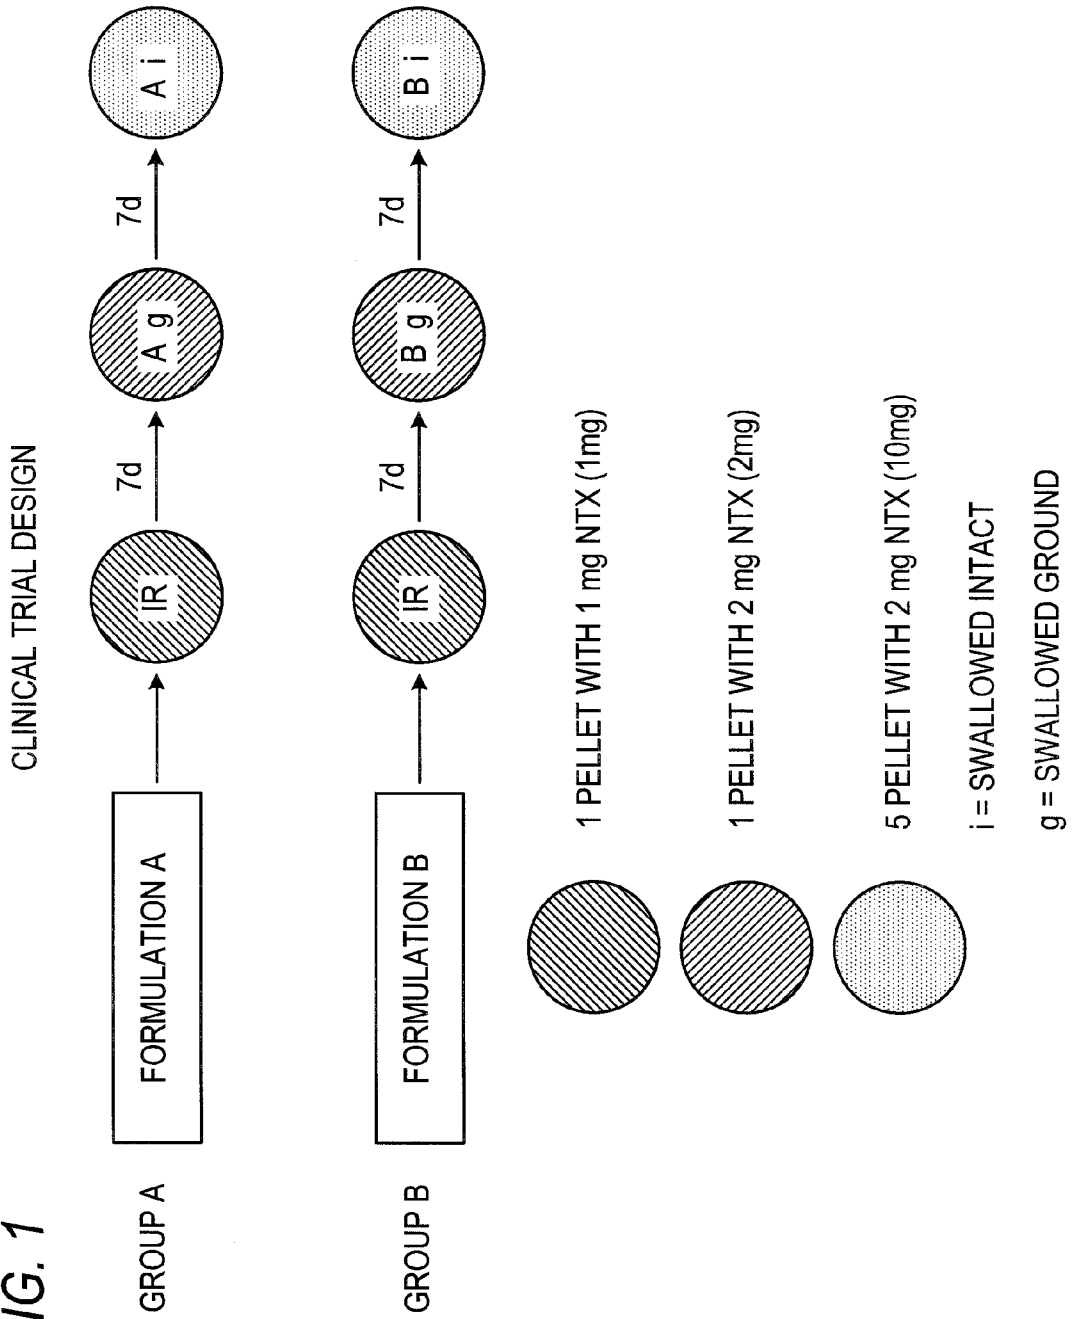 IG. 1
CLINICAL TRIAL DESIGN
GROUP A
FORMULATION A
IR
7d
A g
7d
A i
GROUP B
FORMULATION B
IR
7d
B g
7d
B i
1 PELLET WITH 1 mg NTX (1mg)
1 PELLET WITH 2 mg NTX (2mg)
5 PELLET WITH 2 mg NTX (10mg)
i = SWALLOWED INTACT
g = SWALLOWED GROUND